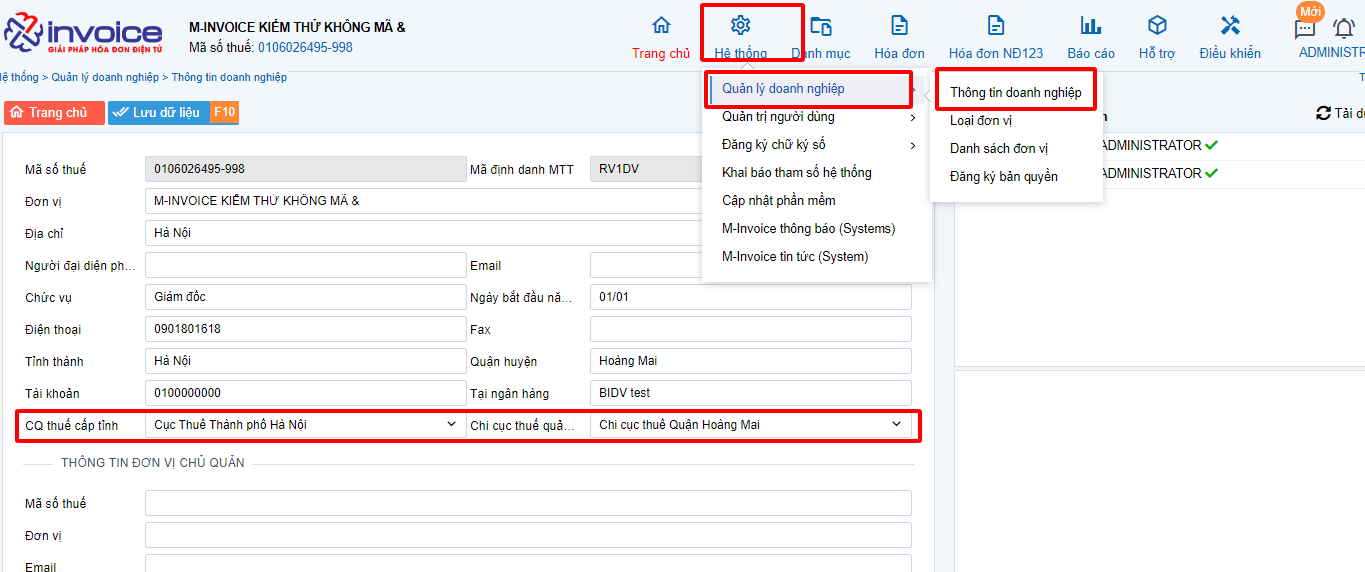 invoice
GIẢI PHÁP HÓA ĐƠN ĐIỆN TỬ
M-INVOICE KIỂM THỬ KHÔNG MÃ &
Mã số thuế: 0106026495-998
Trang chủ
Hệ thống
Danh mục
Hóa đơn
Hóa đơn NĐ123
Báo cáo
Hỗ trợ
Điều khiển
Mới
ADMINISTR
ệ thống > Quản lý doanh nghiệp > Thông tin doanh nghiệp
Trang chủ
Lưu dữ liệu F10
Quản lý doanh nghiệp
Quản trị người dùng
Đăng ký chữ ký số
Khai báo tham số hệ thống
Cập nhật phần mềm
M-Invoice thông báo (Systems)
M-Invoice tin tức (System)
Thông tin doanh nghiệp
Loại đơn vị
Danh sách đơn vị
Đăng ký bản quyền
Tải dữ
ADMINISTRATOR
ADMINISTRATOR
Mã số thuế 0106026495-998 Mã định danh MTT RV1DV
Đơn vị M-INVOICE KIỂM THỬ KHÔNG MÃ &
Địa chỉ Hà Nội
Người đại diện ph... Email
Chức vụ Giám đốc Ngày bắt đầu nă... 01/01
Điện thoại 0901801618 Fax
Tỉnh thành Hà Nội Quận huyện Hoàng Mai
Tài khoản 0100000000 Tại ngân hàng BIDV test
CQ thuế cấp tỉnh Cục Thuế Thành phố Hà Nội Chi cục thuế quậ... Chi cục thuế Quận Hoàng Mai
THÔNG TIN ĐƠN VỊ CHỦ QUẢN
Mã số thuế
Đơn vị
Email